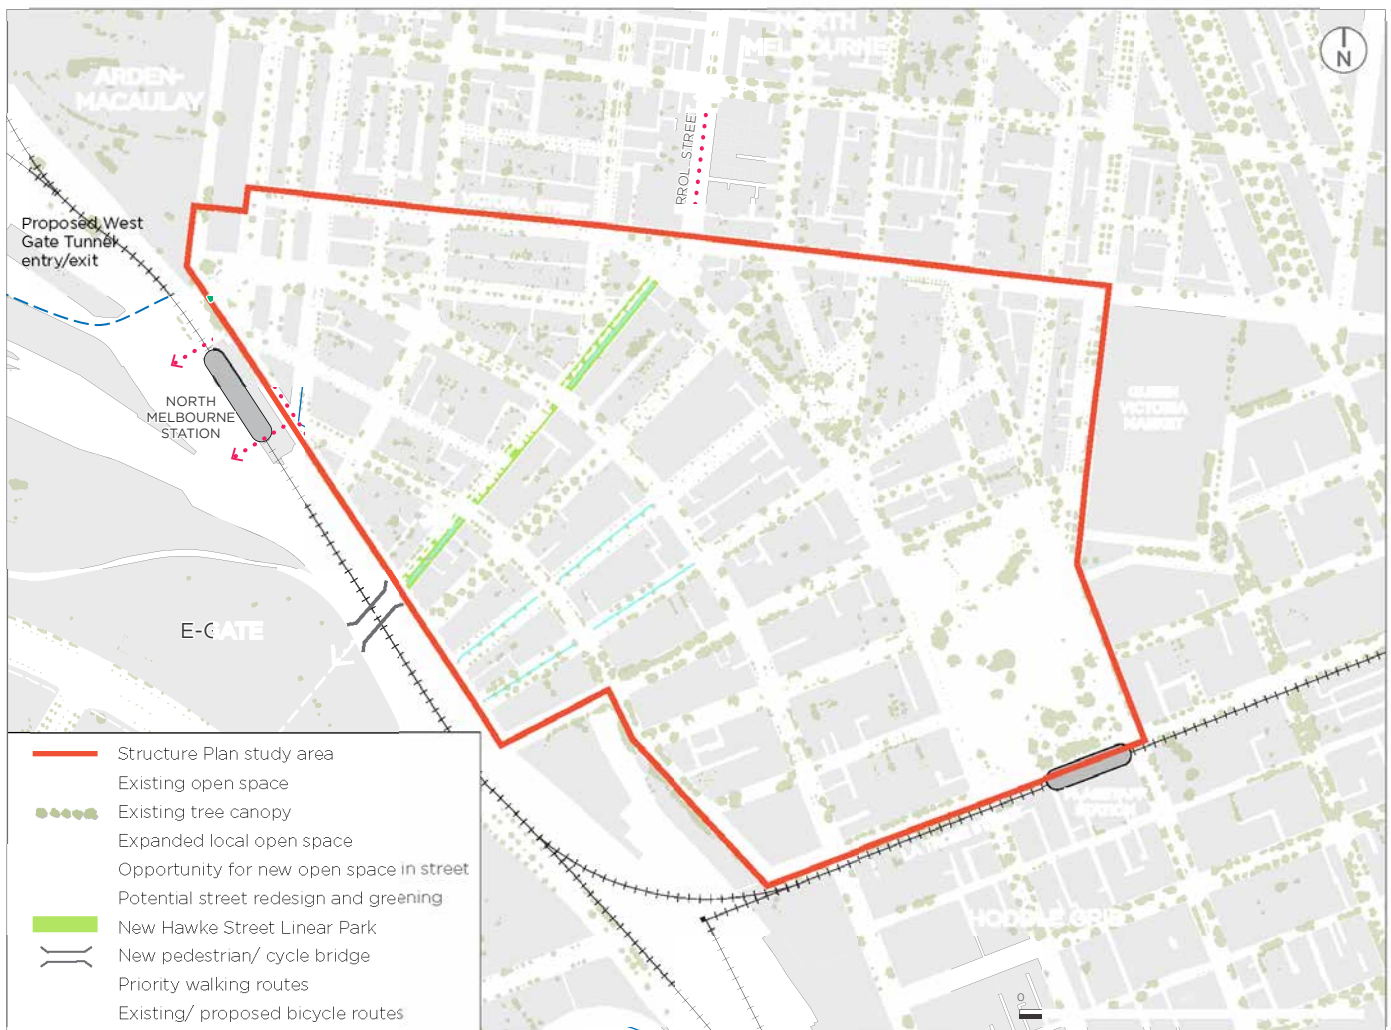 NORTH
MELBOURNE
ARDEN-
MACAULAY
N
RROL STREET
Proposed West
Gate Tunnel
entry/exit
NORTH
MELBOURNE
STATION
QUEEN
VICTORIA
MARKET
E-GATE
Structure Plan study area
Existing open space
Existing tree canopy
Expanded local open space
Opportunity for new open space in street
Potential street redesign and greening
New Hawke Street Linear Park
New pedestrian/ cycle bridge
Priority walking routes
Existing/ proposed bicycle routes
HODDLE GRID
0